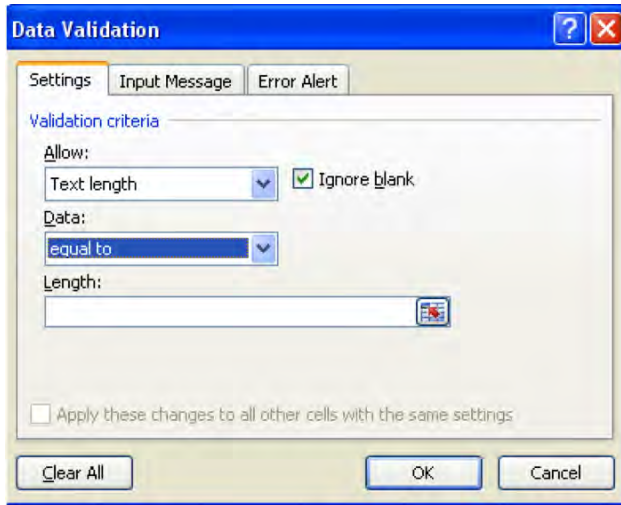 Data Validation
Settings Input Message Error Alert
Validation criteria
Allow:
Text length Ignore blank
Data:
equal to
Length:
Apply these changes to all other cells with the same settings
Clear All OK Cancel